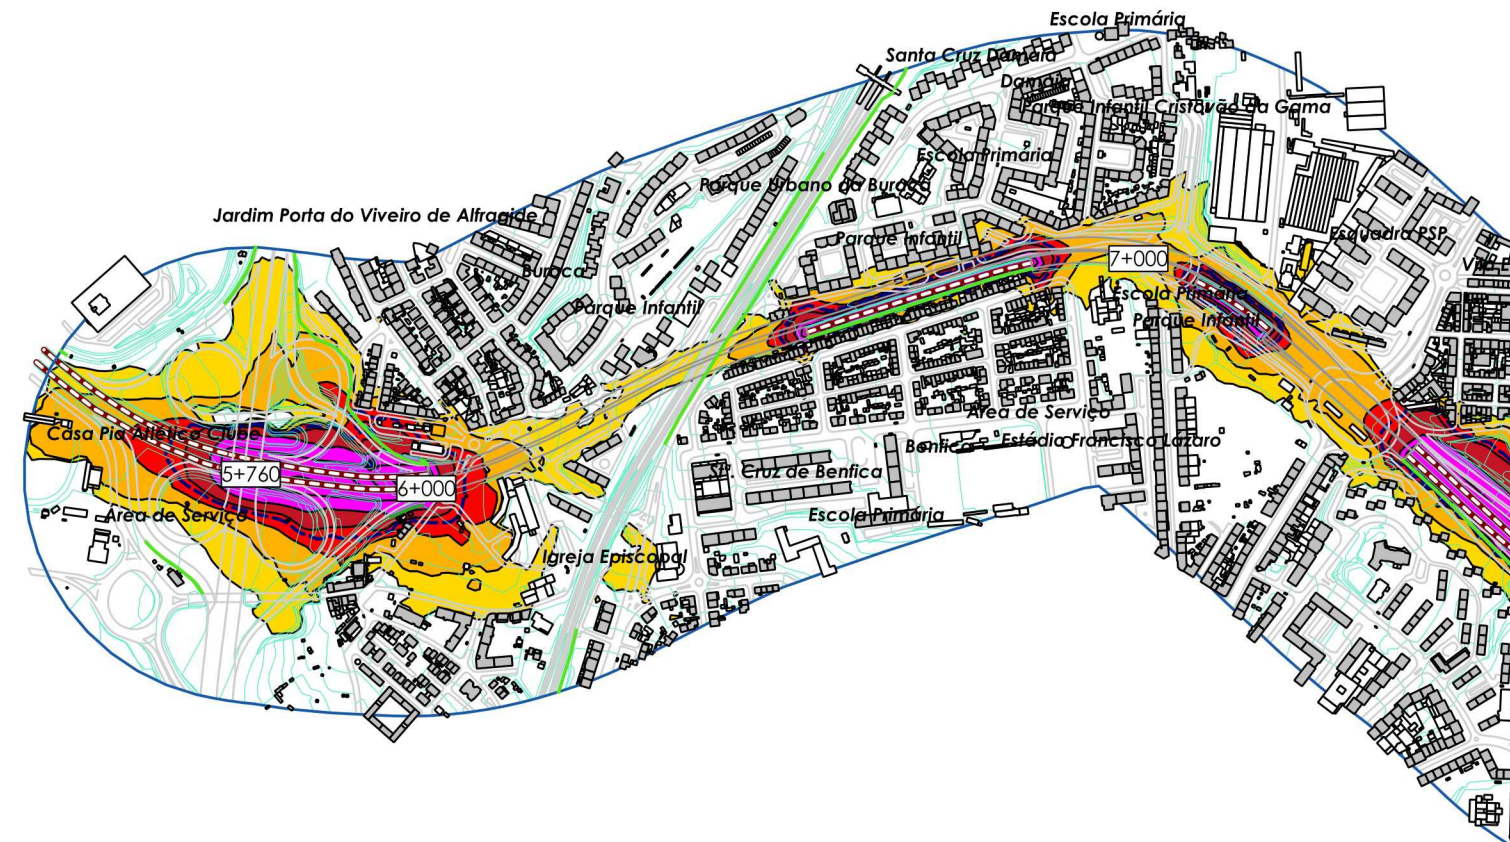 Escola Primária
Santa Cruz Damaia
Damaia
Parque Infantil Cristóvão da Gama
Escola Primária
Parque Urbano da Buraca
Jardim Porta do Viveiro de Alfragide
Esquadra PSP
Parque Infantil
7+000
Buraca
Escola Primária
Parque Infantil
Parque Infantil
Área de Serviço
Casa Pia Atlético Clube
Benfica
Estádio Francisco Lázaro
5+760
Stª. Cruz de Benfica
6+000
Área de Serviço
Escola Primária
Igreja Episcopal